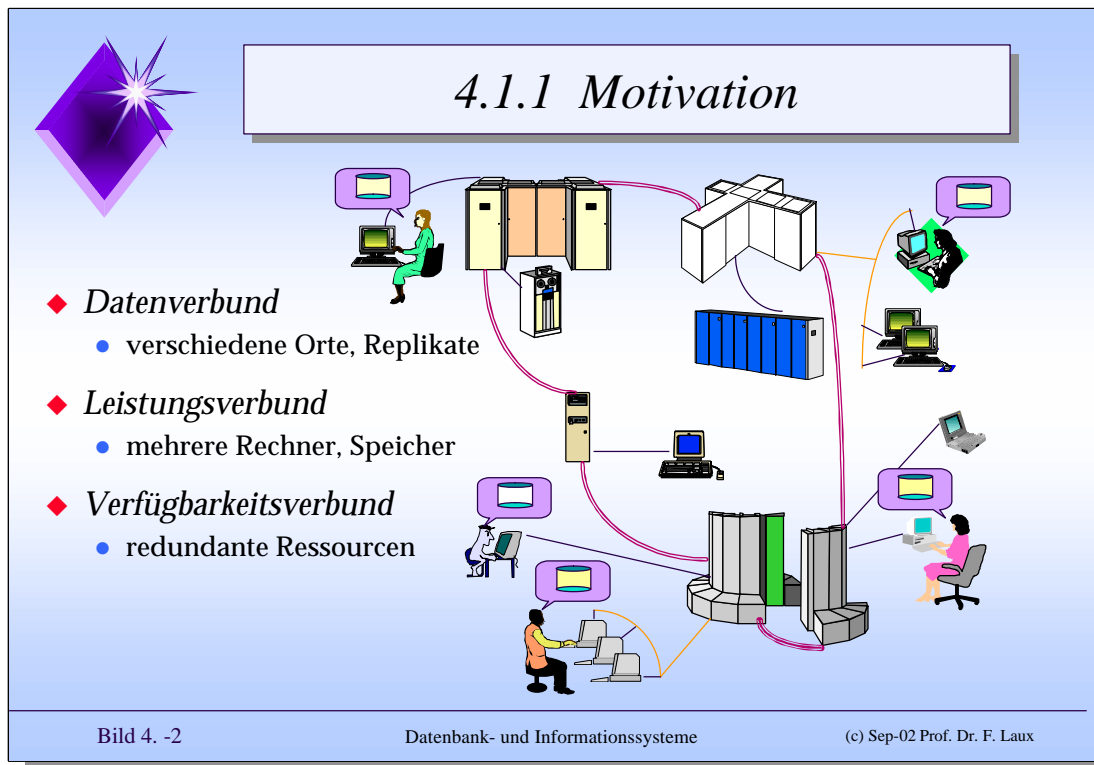 4.1.1 Motivation
Datenverbund
verschiedene Orte, Replikate
Leistungsverbund
mehrere Rechner, Speicher
Verfügbarkeitsverbund
redundante Ressourcen
Bild 4. -2
Datenbank- und Informationssysteme
(c) Sep-02 Prof. Dr. F. Laux